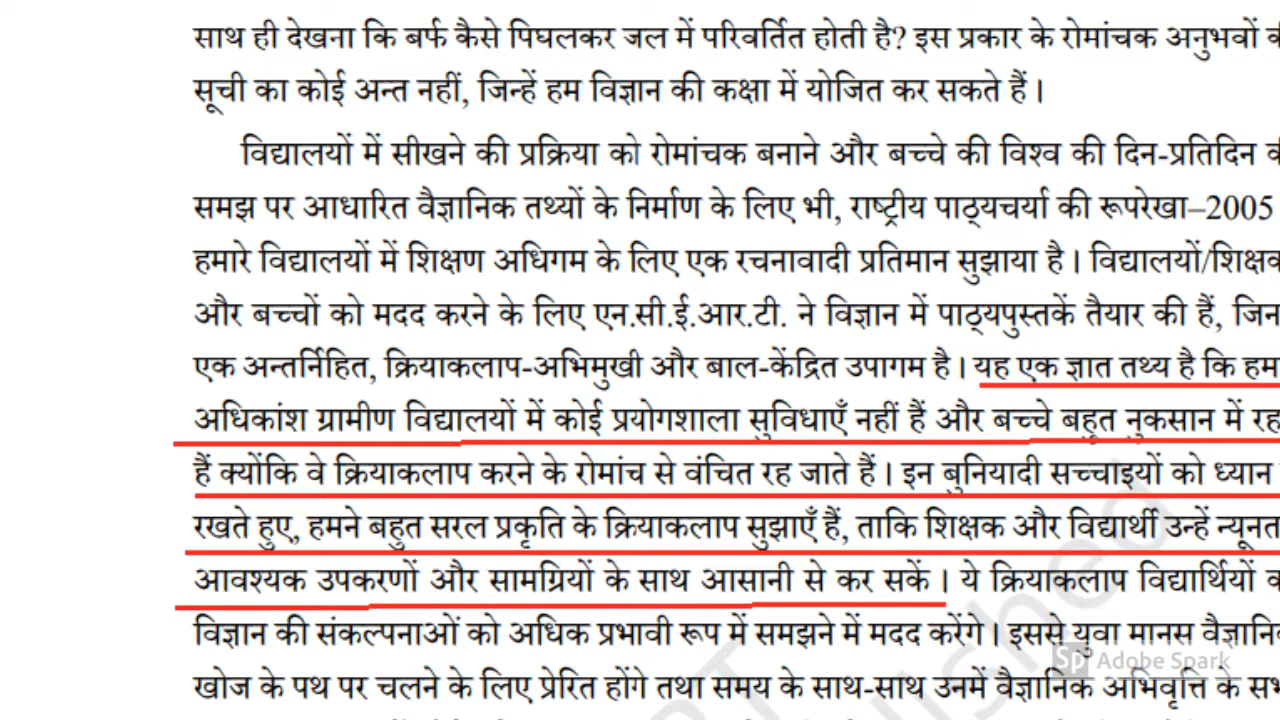 साथ ही देखना कि बर्फ कैसे पिघलकर जल में परिवर्तित होती है? इस प्रकार के रोमांचक अनुभवों
सूची का कोई अन्त नहीं, जिन्हें हम विज्ञान की कक्षा में योजित कर सकते हैं।
विद्यालयों में सीखने की प्रक्रिया को रोमांचक बनाने और बच्चे की विश्व की दिन-प्रतिदिन
समझ पर आधारित वैज्ञानिक तथ्यों के निर्माण के लिए भी, राष्ट्रीय पाठ्यचर्या की रूपरेखा–2005
हमारे विद्यालयों में शिक्षण अधिगम के लिए एक रचनावादी प्रतिमान सुझाया है। विद्यालयों/शिक्षक
और बच्चों को मदद करने के लिए एन.सी.ई.आर.टी. ने विज्ञान में पाठ्यपुस्तकें तैयार की हैं, जिन
एक अन्तर्निहित, क्रियाकलाप-अभिमुखी और बाल-केंद्रित उपागम है। यह एक ज्ञात तथ्य है कि हम
अधिकांश ग्रामीण विद्यालयों में कोई प्रयोगशाला सुविधाएँ नहीं हैं और बच्चे बहुत नुकसान में रह
हैं क्योंकि वे क्रियाकलाप करने के रोमांच से वंचित रह जाते हैं। इन बुनियादी सच्चाइयों को ध्यान
रखते हुए, हमने बहुत सरल प्रकृति के क्रियाकलाप सुझाएँ हैं, ताकि शिक्षक और विद्यार्थी उन्हें न्यूनत
आवश्यक उपकरणों और सामग्रियों के साथ आसानी से कर सकें। ये क्रियाकलाप विद्यार्थियों
विज्ञान की संकल्पनाओं को अधिक प्रभावी रूप में समझने में मदद करेंगे। इससे युवा मानस वैज्ञानि
Sp Adobe Spark
खोज के पथ पर चलने के लिए प्रेरित होंगे तथा समय के साथ-साथ उनमें वैज्ञानिक अभिवृत्ति के